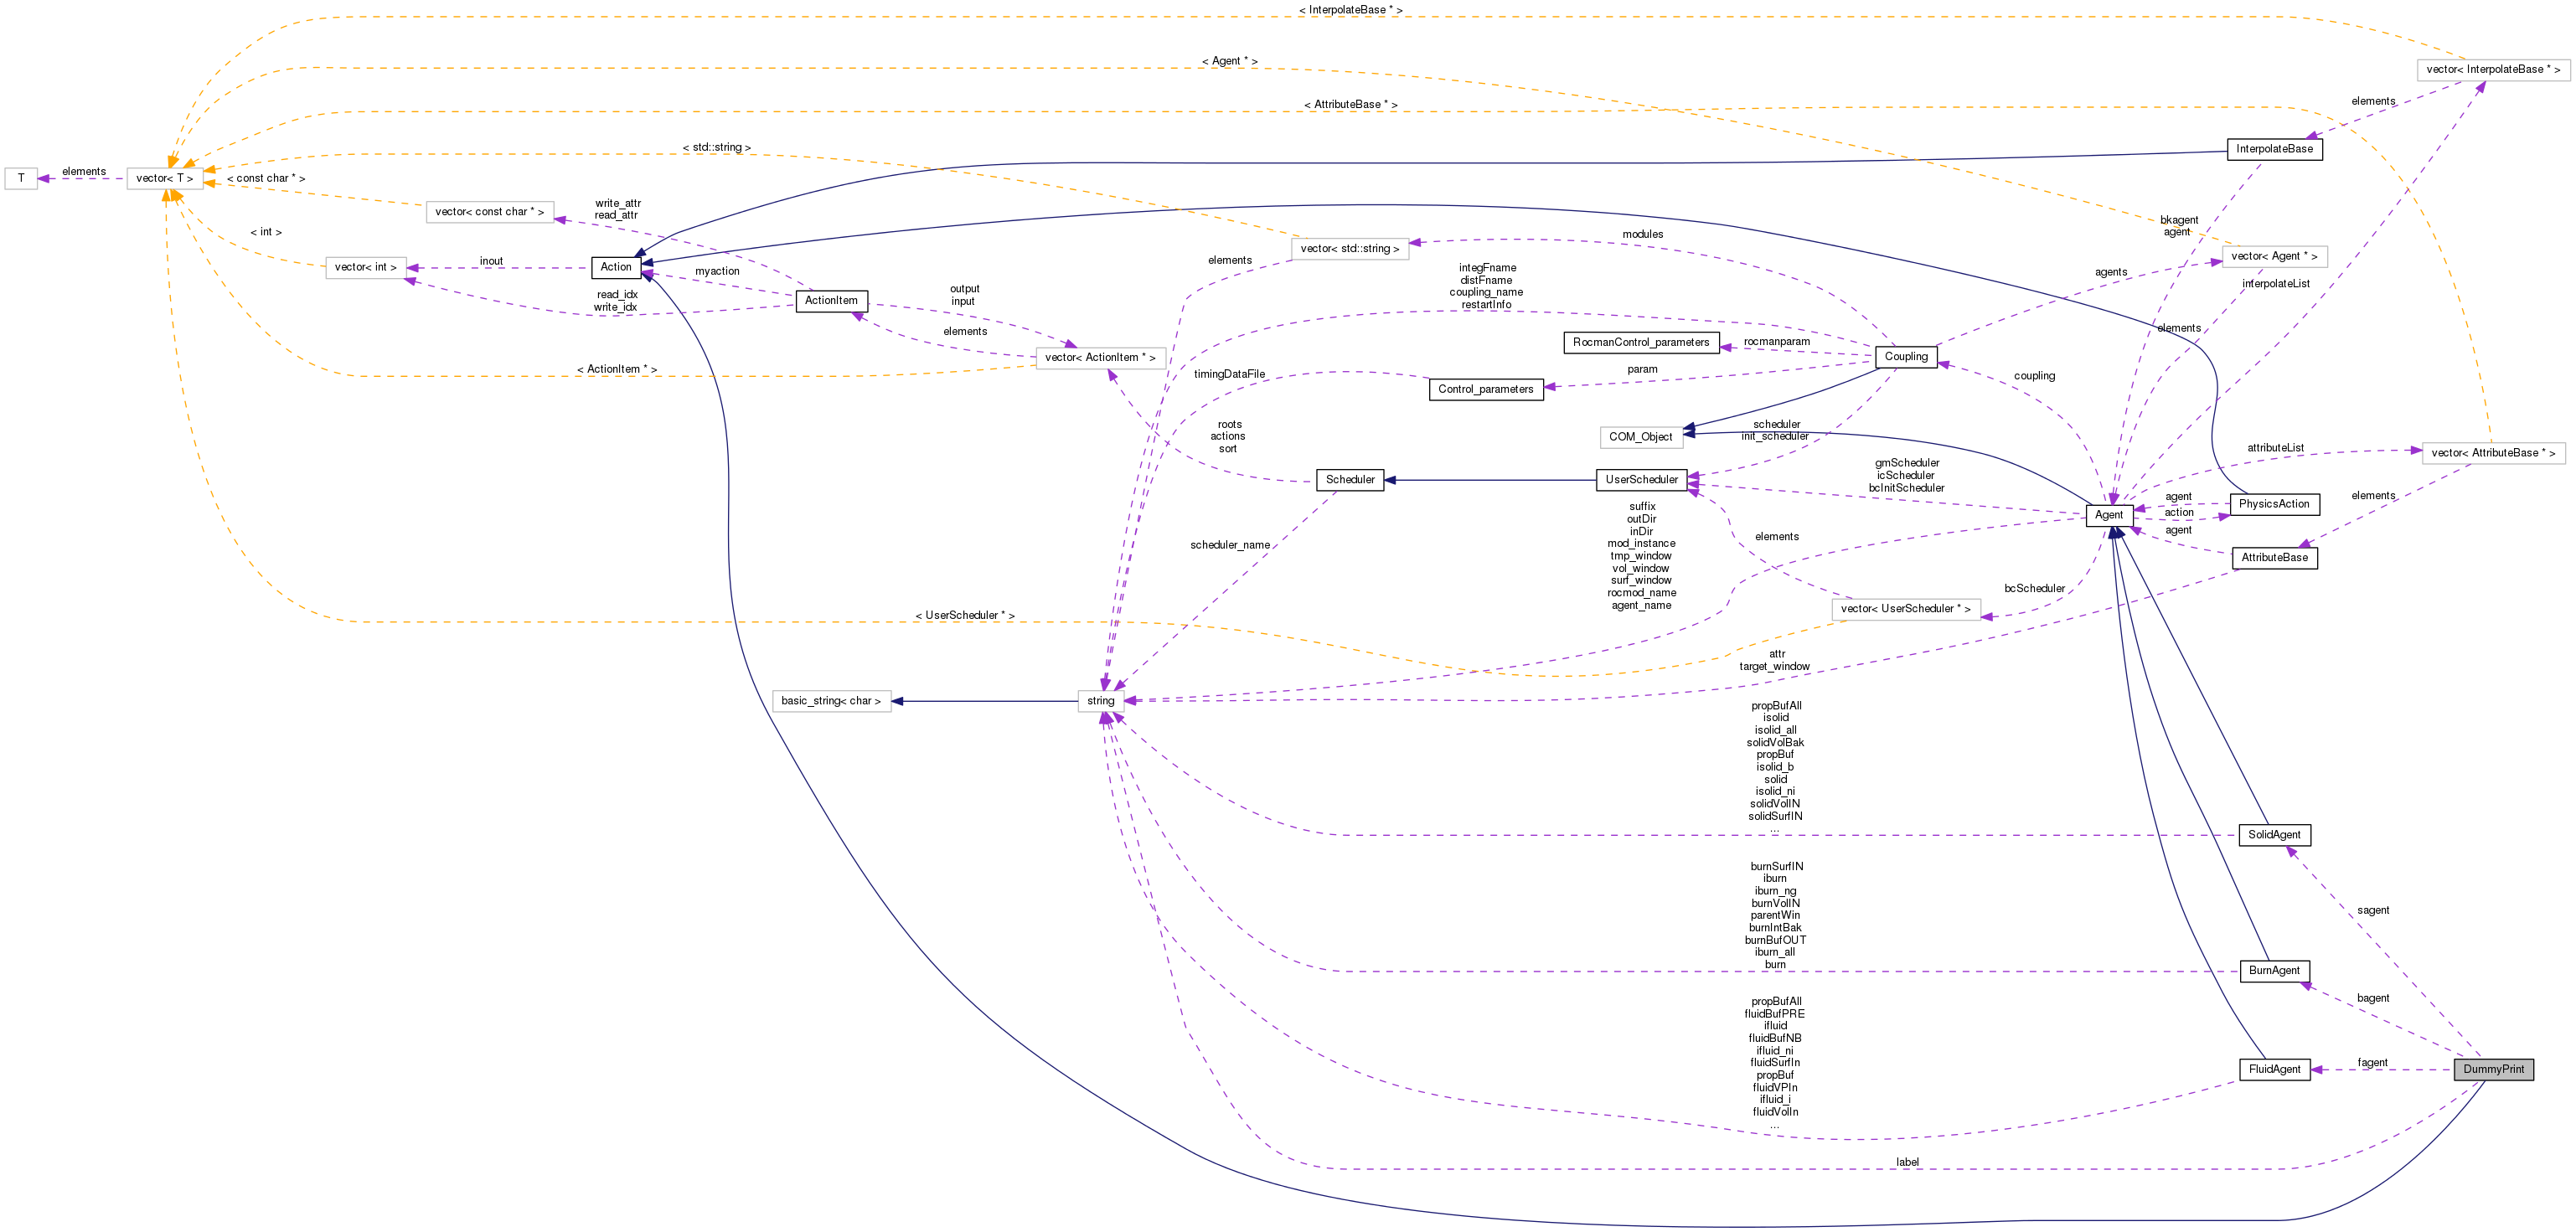 < InterpolateBase * >
< Agent * >
vector< InterpolateBase * >
< AttributeBase * >
elements
< std::string >
InterpolateBase
T
elements
vector< T >
< const char * >
vector< const char * >
write_attr
read_attr
bkagent
agent
< int >
vector< std::string >
modules
vector< Agent * >
vector< int >
inout
Action
myaction
elements
integFname
distFname
coupling_name
restartInfo
agents
interpolateList
read_idx
write_idx
ActionItem
output
input
elements
elements
vector< ActionItem * >
RocmanControl_parameters
rocmanparam
Coupling
< ActionItem * >
timingDataFile
Control_parameters
param
coupling
roots
actions
sort
COM_Object
scheduler
init_scheduler
attributeList
vector< AttributeBase * >
Scheduler
UserScheduler
gmScheduler
icScheduler
bcInitScheduler
agent
PhysicsAction
elements
Agent
action
agent
AttributeBase
scheduler_name
suffix
outDir
inDir
mod_instance
tmp_window
vol_window
surf_window
rocmod_name
agent_name
elements
bcScheduler
< UserScheduler * >
vector< UserScheduler * >
attr
target_window
basic_string< char >
string
propBufAll
isolid
isolid_all
solidVolBak
propBuf
isolid_b
solid
isolid_ni
solidVolIN
solidSurfIN
...
SolidAgent
burnSurfIN
iburn
iburn_ng
burnVolIN
parentWin
burnIntBak
burnBufOUT
iburn_all
burn
sagent
BurnAgent
bagent
propBufAll
fluidBufPRE
ifluid
fluidBufNB
ifluid_ni
fluidSurfIn
propBuf
fluidVPIn
ifluid_i
fluidVolIn
...
FluidAgent
fagent
DummyPrint
label